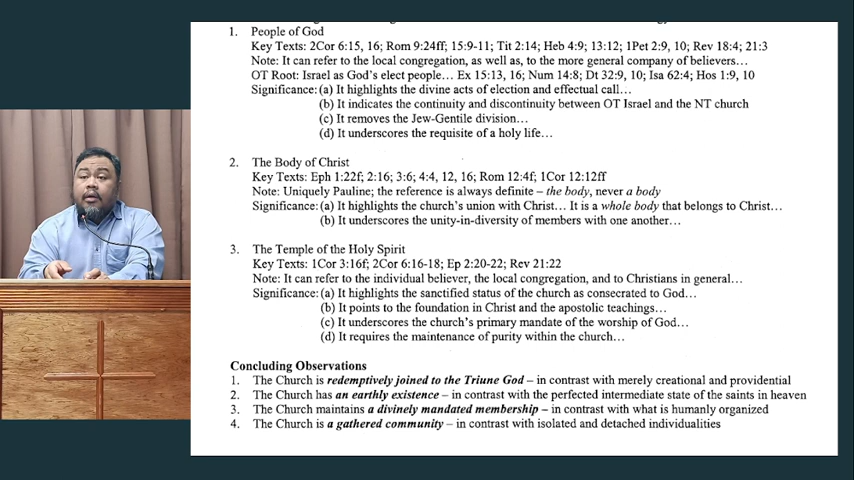 1. People of God
Key Texts: 2Cor 6:15, 16; Rom 9:24ff; 15:9-11; Tit 2:14; Heb 4:9; 13:12; 1Pet 2:9, 10; Rev 18:4; 21:3
Note: It can refer to the local congregation, as well as, to the more general company of believers…
OT Root: Israel as God's elect people… Ex 15:13, 16; Num 14:8; Dt 32:9, 10; Isa 62:4; Hos 1:9, 10
Significance: (a) It highlights the divine acts of election and effectual call…
(b) It indicates the continuity and discontinuity between OT Israel and the NT church
(c) It removes the Jew-Gentile division…
(d) It underscores the requisite of a holy life…
2. The Body of Christ
Key Texts: Eph 1:22f; 2:16; 3:6; 4:4, 12, 16; Rom 12:4f; 1Cor 12:12ff
Note: Uniquely Pauline; the reference is always definite – the body, never a body
Significance: (a) It highlights the church's union with Christ… It is a whole body that belongs to Christ…
(b) It underscores the unity-in-diversity of members with one another…
3. The Temple of the Holy Spirit
Key Texts: 1Cor 3:16f; 2Cor 6:16-18; Ep 2:20-22; Rev 21:22
Note: It can refer to the individual believer, the local congregation, and to Christians in general…
Significance: (a) It highlights the sanctified status of the church as consecrated to God…
(b) It points to the foundation in Christ and the apostolic teachings…
(c) It underscores the church's primary mandate of the worship of God…
(d) It requires the maintenance of purity within the church…
Concluding Observations
1. The Church is redemptively joined to the Triune God – in contrast with merely creational and providential
2. The Church has an earthly existence – in contrast with the perfected intermediate state of the saints in heaven
3. The Church maintains a divinely mandated membership – in contrast with what is humanly organized
4. The Church is a gathered community – in contrast with isolated and detached individualities